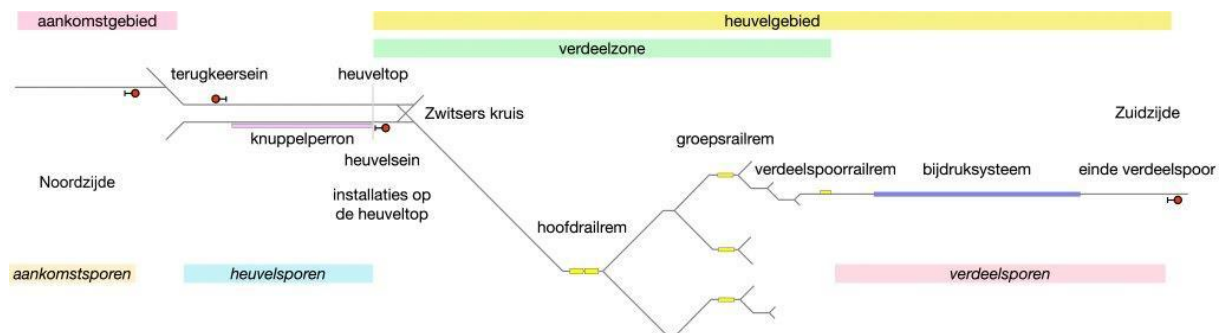 aankomstgebied
heuvelgebied
verdeelzone
terugkeersein
heuveltop
Zwitsers kruis
Zuidzijde
knuppelperron
groepsrailrem
heuvelsein
verdeelspoorrailrem
bijdruksysteem
einde verdeelspoor
Noordzijde
installaties op
de heuveltop
hoofdrailrem
aankomstsporen
heuvelsporen
verdeelsporen